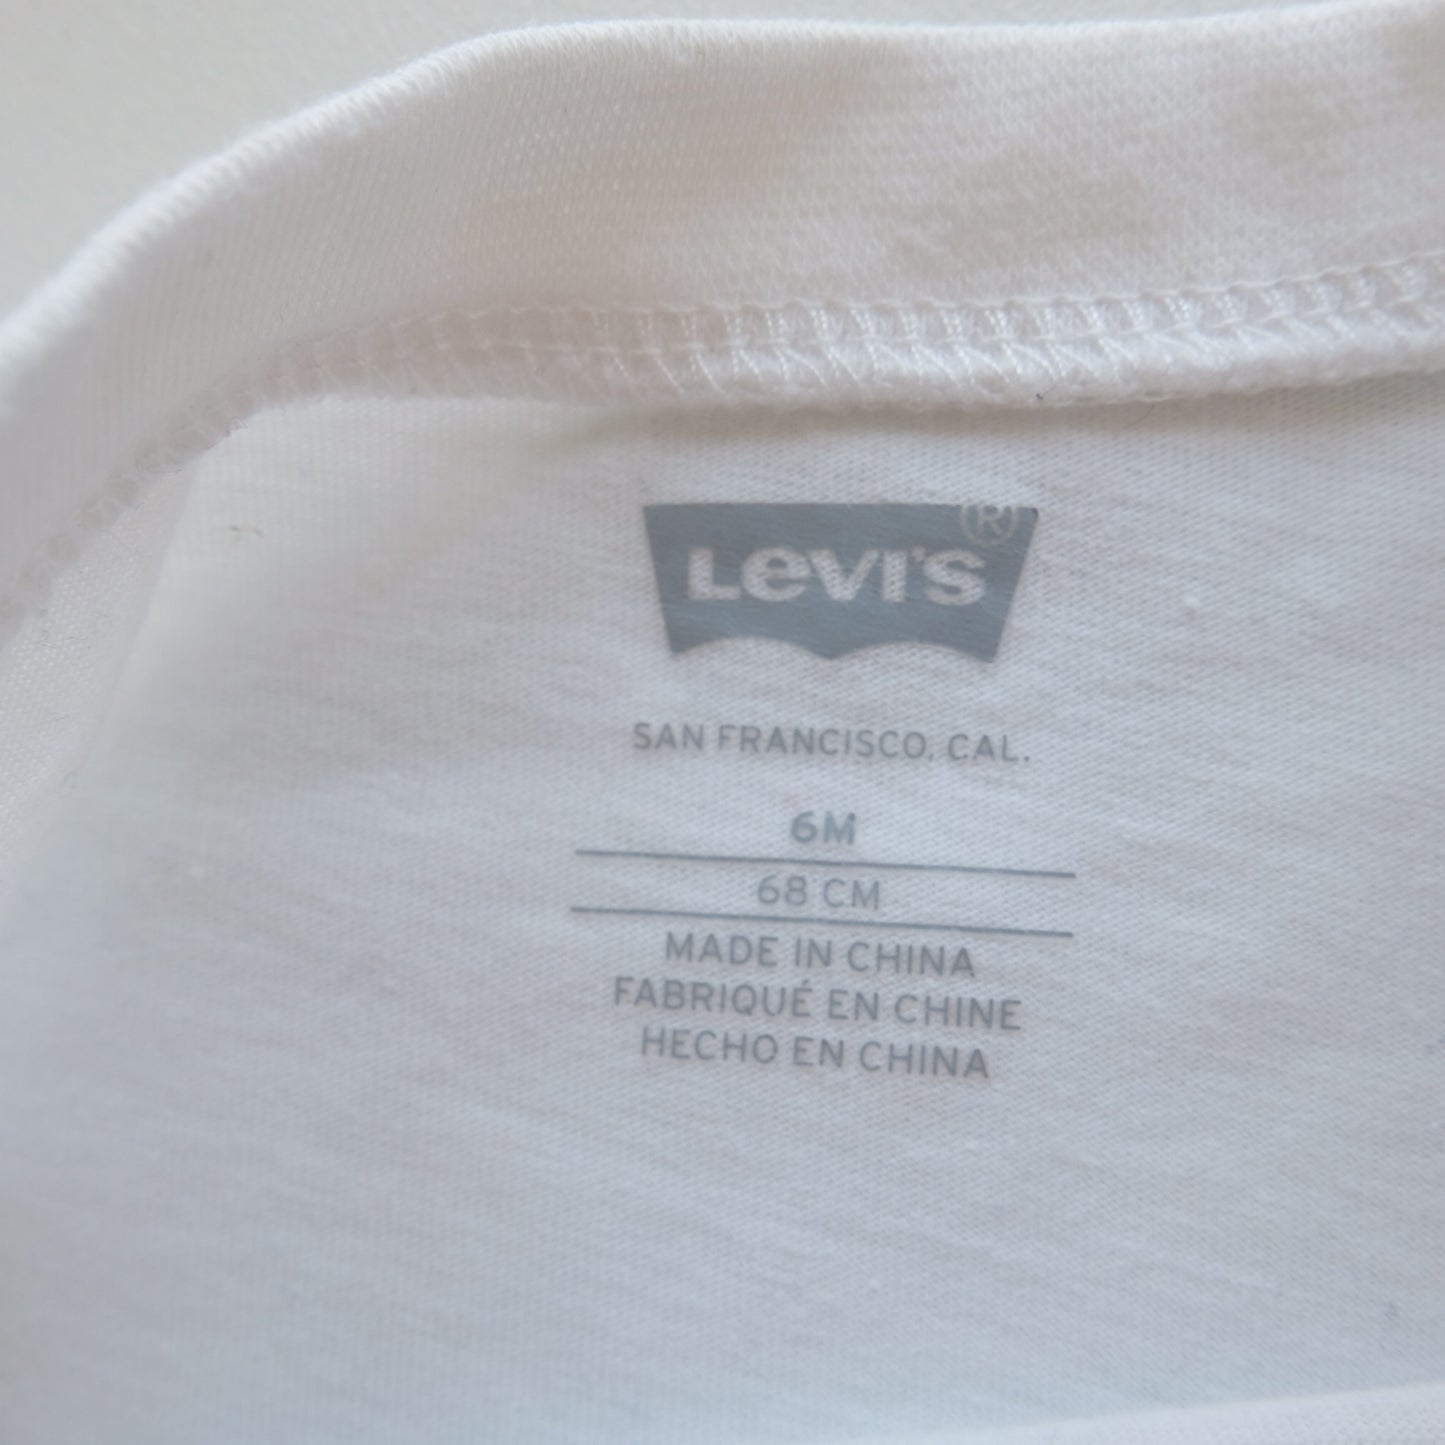 LEVI'S®
SAN FRANCISCO, CAL.
6M
68 CM
MADE IN CHINA
FABRIQUÉ EN CHINE
HECHO EN CHINA